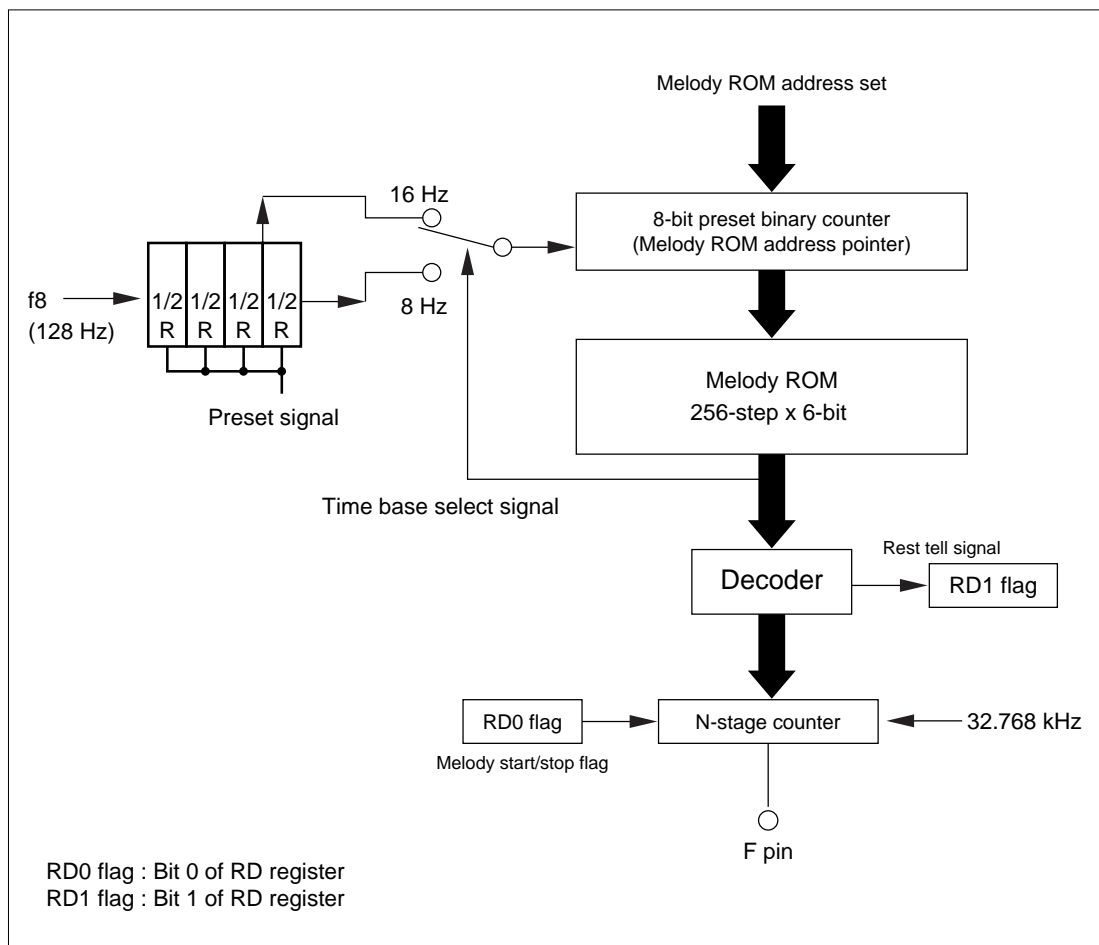 Melody ROM address set
16 Hz
8-bit preset binary counter
(Melody ROM address pointer)
f8
(128 Hz)
1/2 1/2 1/2 1/2
R R R R
8 Hz
Preset signal
Melody ROM
256-step x 6-bit
Time base select signal
Rest tell signal
Decoder
RD1 flag
RD0 flag
N-stage counter
32.768 kHz
Melody start/stop flag
F pin
RD0 flag : Bit 0 of RD register
RD1 flag : Bit 1 of RD register